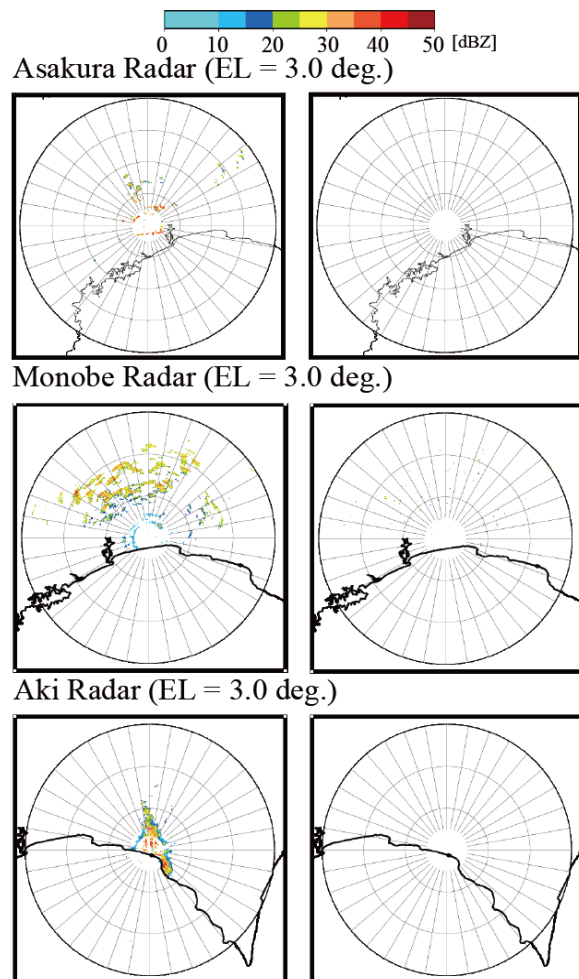 0 10 20 30 40 50 [dBZ]
Asakura Radar (EL = 3.0 deg.)
Monobe Radar (EL = 3.0 deg.)
Aki Radar (EL = 3.0 deg.)